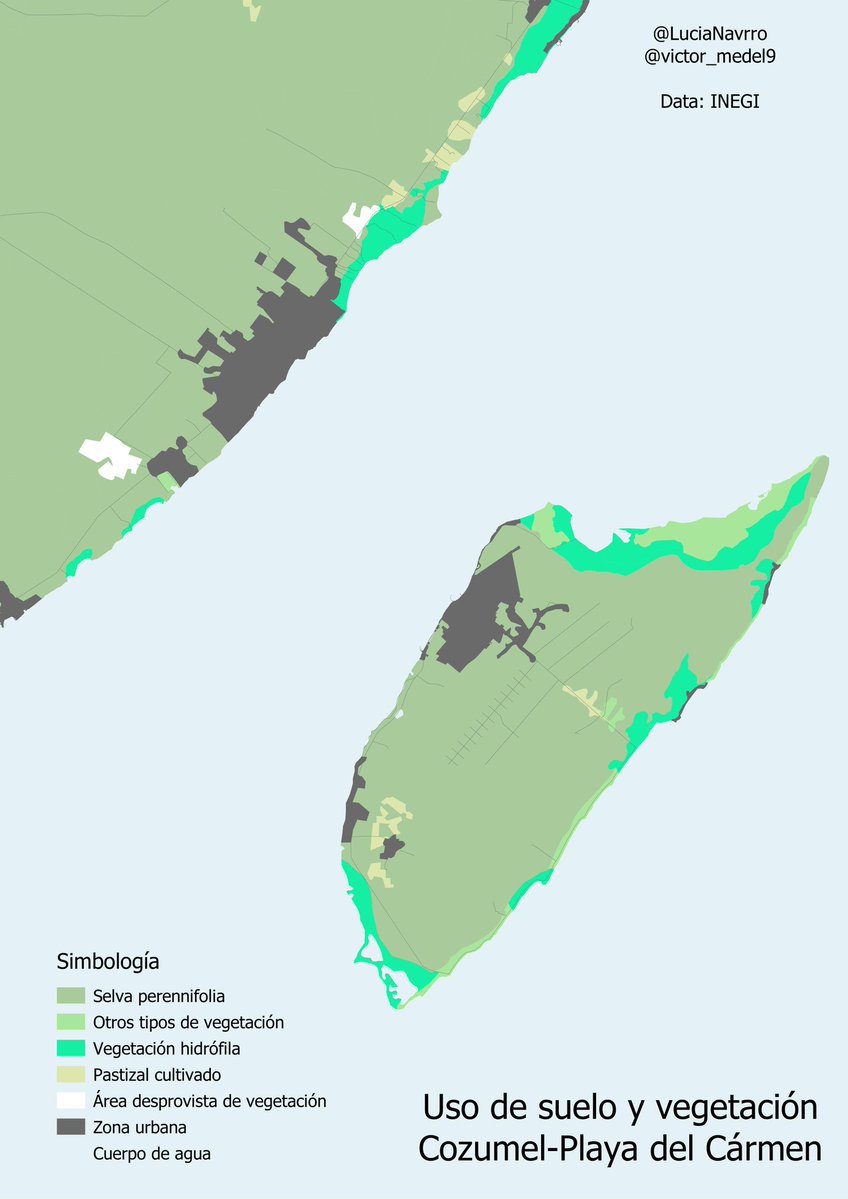 @LuciaNavrro
@victor_medel9
Data: INEGI
Simbología
Selva perennifolia
Otros tipos de vegetación
Vegetación hidrófila
Pastizal cultivado
Área desprovista de vegetación
Zona urbana
Cuerpo de agua
Uso de suelo y vegetación
Cozumel-Playa del Cármen